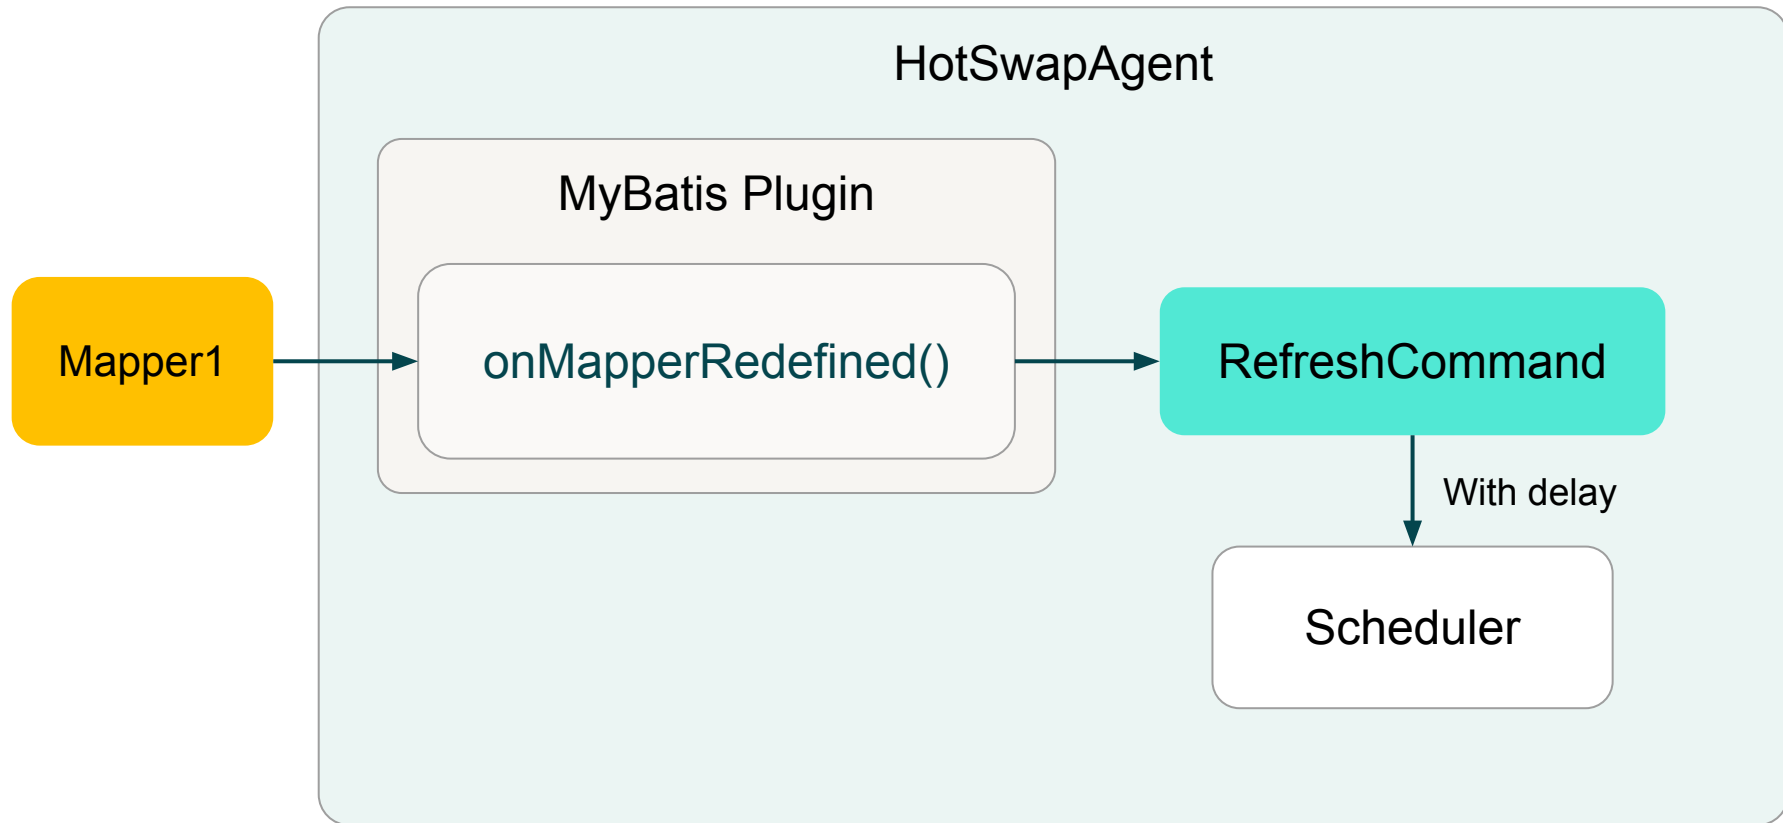 HotSwapAgent
MyBatis Plugin
Mapper1
onMapperRedefined()
RefreshCommand
With delay
Scheduler